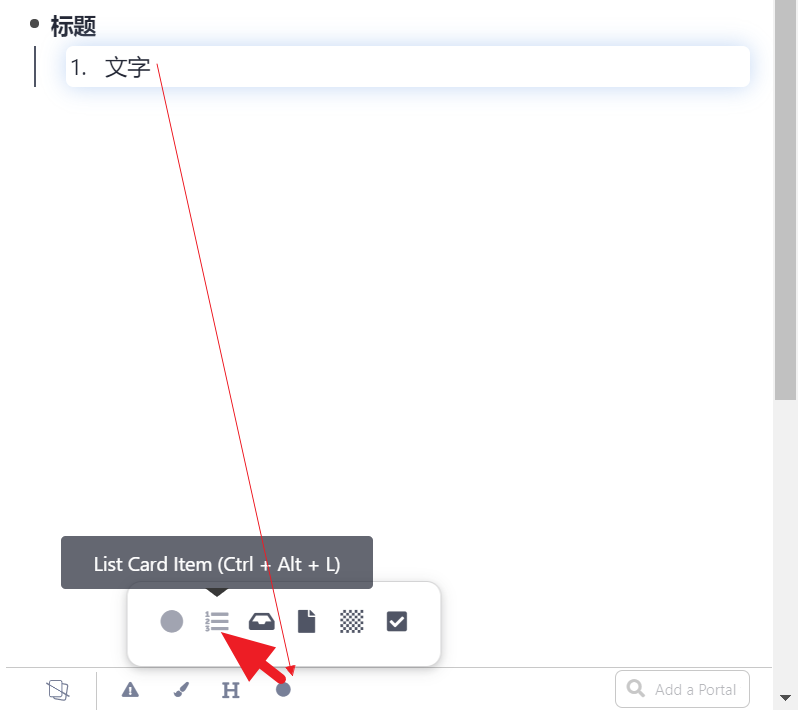 标题
1. 文字
List Card Item (Ctrl + Alt + L)
H
Add a Portal